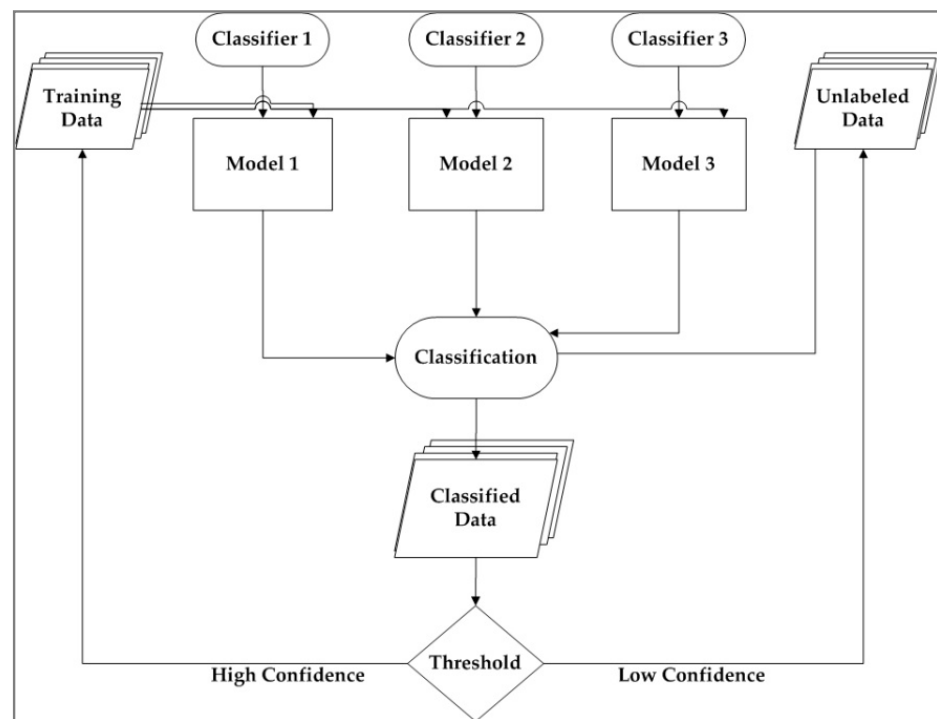 Classifier 1
Classifier 2
Classifier 3
Training
Data
Unlabeled
Data
Model 1
Model 2
Model 3
Classification
Classified
Data
Threshold
High Confidence
Low Confidence